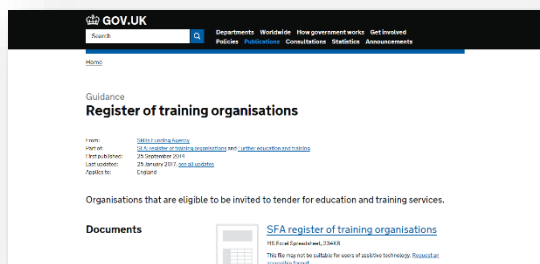 GOV.UK
Search
Departments Worldwide How government works Get involved
Policies Publications Consultations Statistics Announcements
Home
Guidance
Register of training organisations
From: Skills Funding Agency
Part of: SFA register of training organisations and Further education and training
First published: 25 September 2014
Last updated: 25 January 2017, see all updates
Applies to: England
Organisations that are eligible to be invited to tender for education and training services.
Documents
SFA register of training organisations
MS Excel Spreadsheet, 234KB
This file may not be suitable for users of assistive technology. Request an
accessible format.